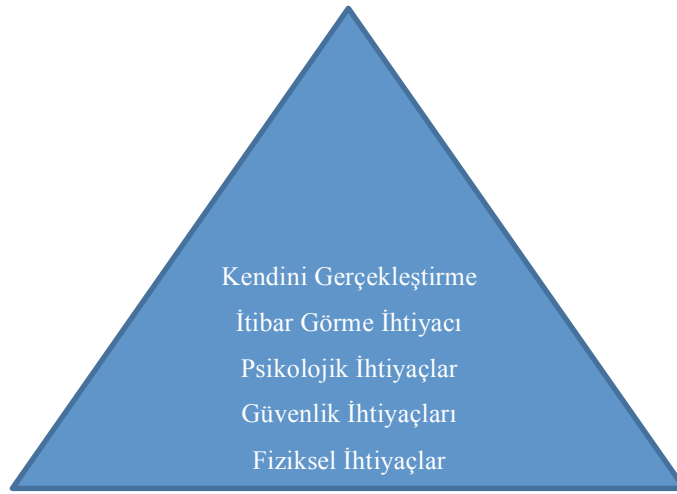 Kendini Gerçekleştirme
İtibar Görme İhtiyacı
Psikolojik İhtiyaçlar
Güvenlik İhtiyaçları
Fiziksel İhtiyaçlar